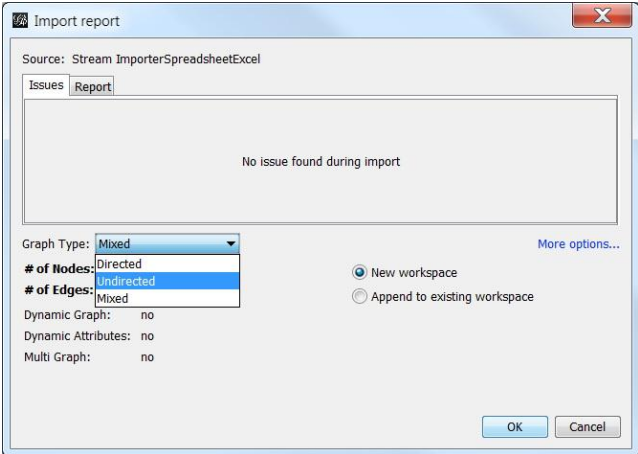 Import report
Source: Stream ImporterSpreadsheetExcel
Issues Report
No issue found during import
Graph Type: Mixed
More options...
Directed
# of Nodes:
Undirected
New workspace
# of Edges:
Mixed
Append to existing workspace
Dynamic Graph: no
Dynamic Attributes: no
Multi Graph: no
OK Cancel